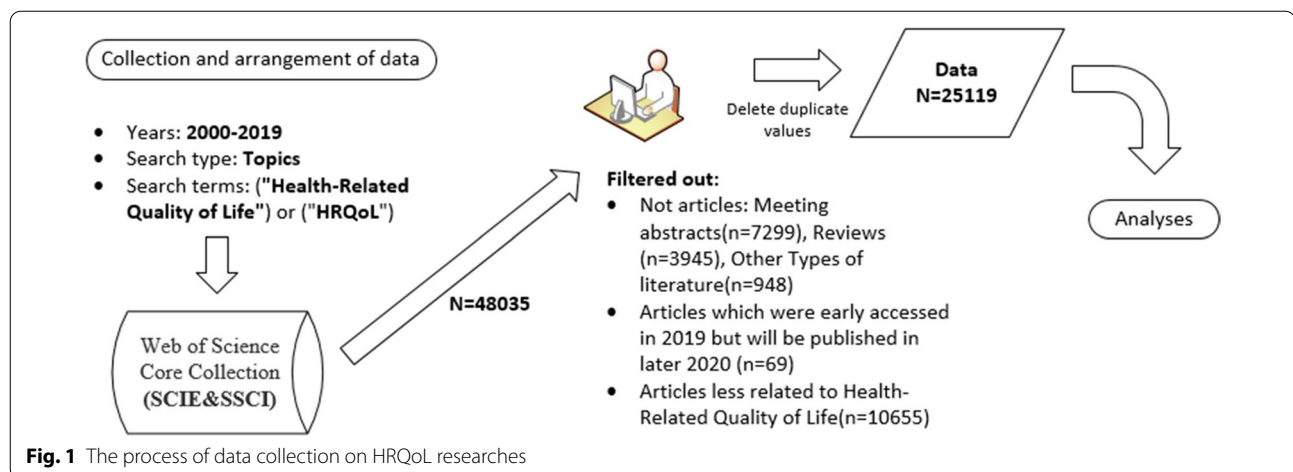 Collection and arrangement of data
• Years: 2000-2019
• Search type: Topics
• Search terms: ("Health-Related
Quality of Life") or ("HRQoL")
Web of Science
Core Collection
(SCIE&SSCI)
N=48035
Filtered out:
• Not articles: Meeting
abstracts(n=7299), Reviews
(n=3945), Other Types of
literature(n=948)
• Articles which were early accessed
in 2019 but will be published in
later 2020 (n=69)
• Articles less related to Health-
Related Quality of Life(n=10655)
Delete duplicate
values
Data
N=25119
Analyses
Fig. 1 The process of data collection on HRQoL researches